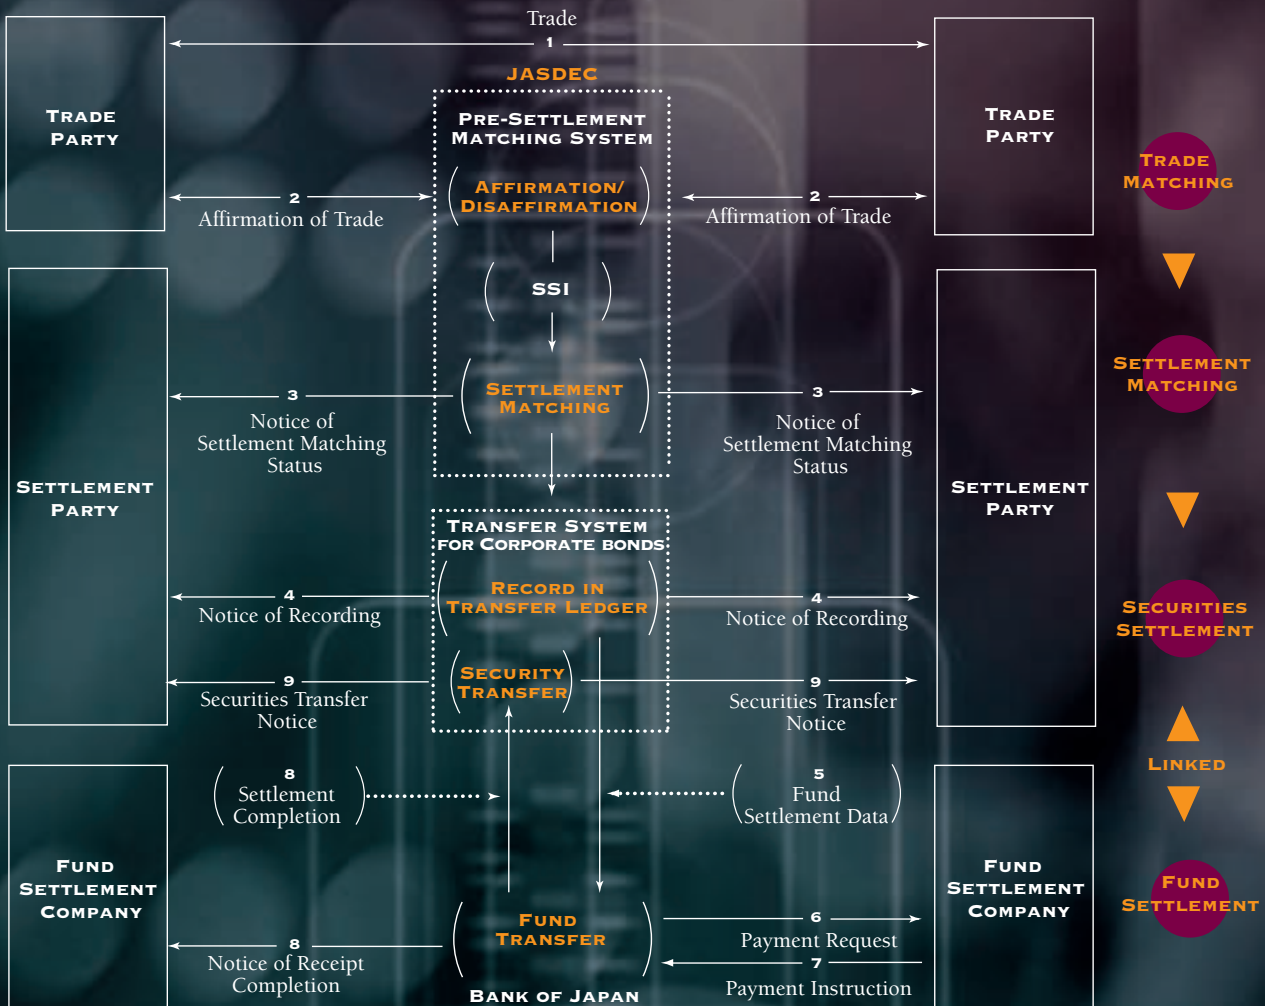 Trade
1
JASDEC
TRADE
PARTY
PRE-SETTLEMENT
MATCHING SYSTEM
TRADE
PARTY
TRADE
MATCHING
AFFIRMATION/
DISAFFIRMATION
2
Affirmation of Trade
2
Affirmation of Trade
SSI
SETTLEMENT
MATCHING
SETTLEMENT
MATCHING
3
Notice of
Settlement Matching
Status
3
Notice of
Settlement Matching
Status
SETTLEMENT
PARTY
SETTLEMENT
PARTY
TRANSFER SYSTEM
FOR CORPORATE BONDS
RECORD IN
TRANSFER LEDGER
4
Notice of Recording
4
Notice of Recording
SECURITIES
SETTLEMENT
SECURITY
TRANSFER
9
Securities Transfer
Notice
9
Securities Transfer
Notice
LINKED
8
Settlement
Completion
5
Fund
Settlement Data
FUND
SETTLEMENT
COMPANY
FUND
SETTLEMENT
COMPANY
FUND
SETTLEMENT
FUND
TRANSFER
6
Payment Request
7
Payment Instruction
8
Notice of Receipt
Completion
BANK OF JAPAN